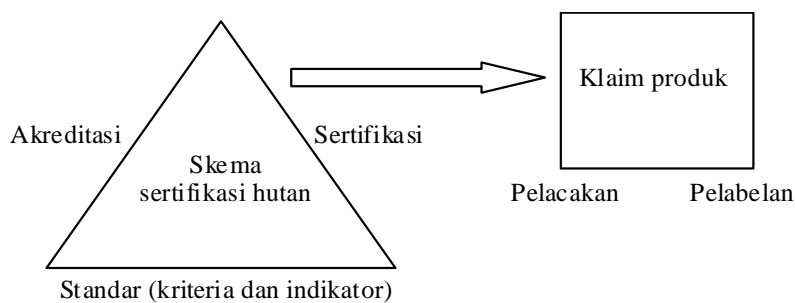 Klaim produk
Akreditasi
Sertifikasi
Skema
sertifikasi hutan
Pelacakan
Pelabelan
Standar (kriteria dan indikator)